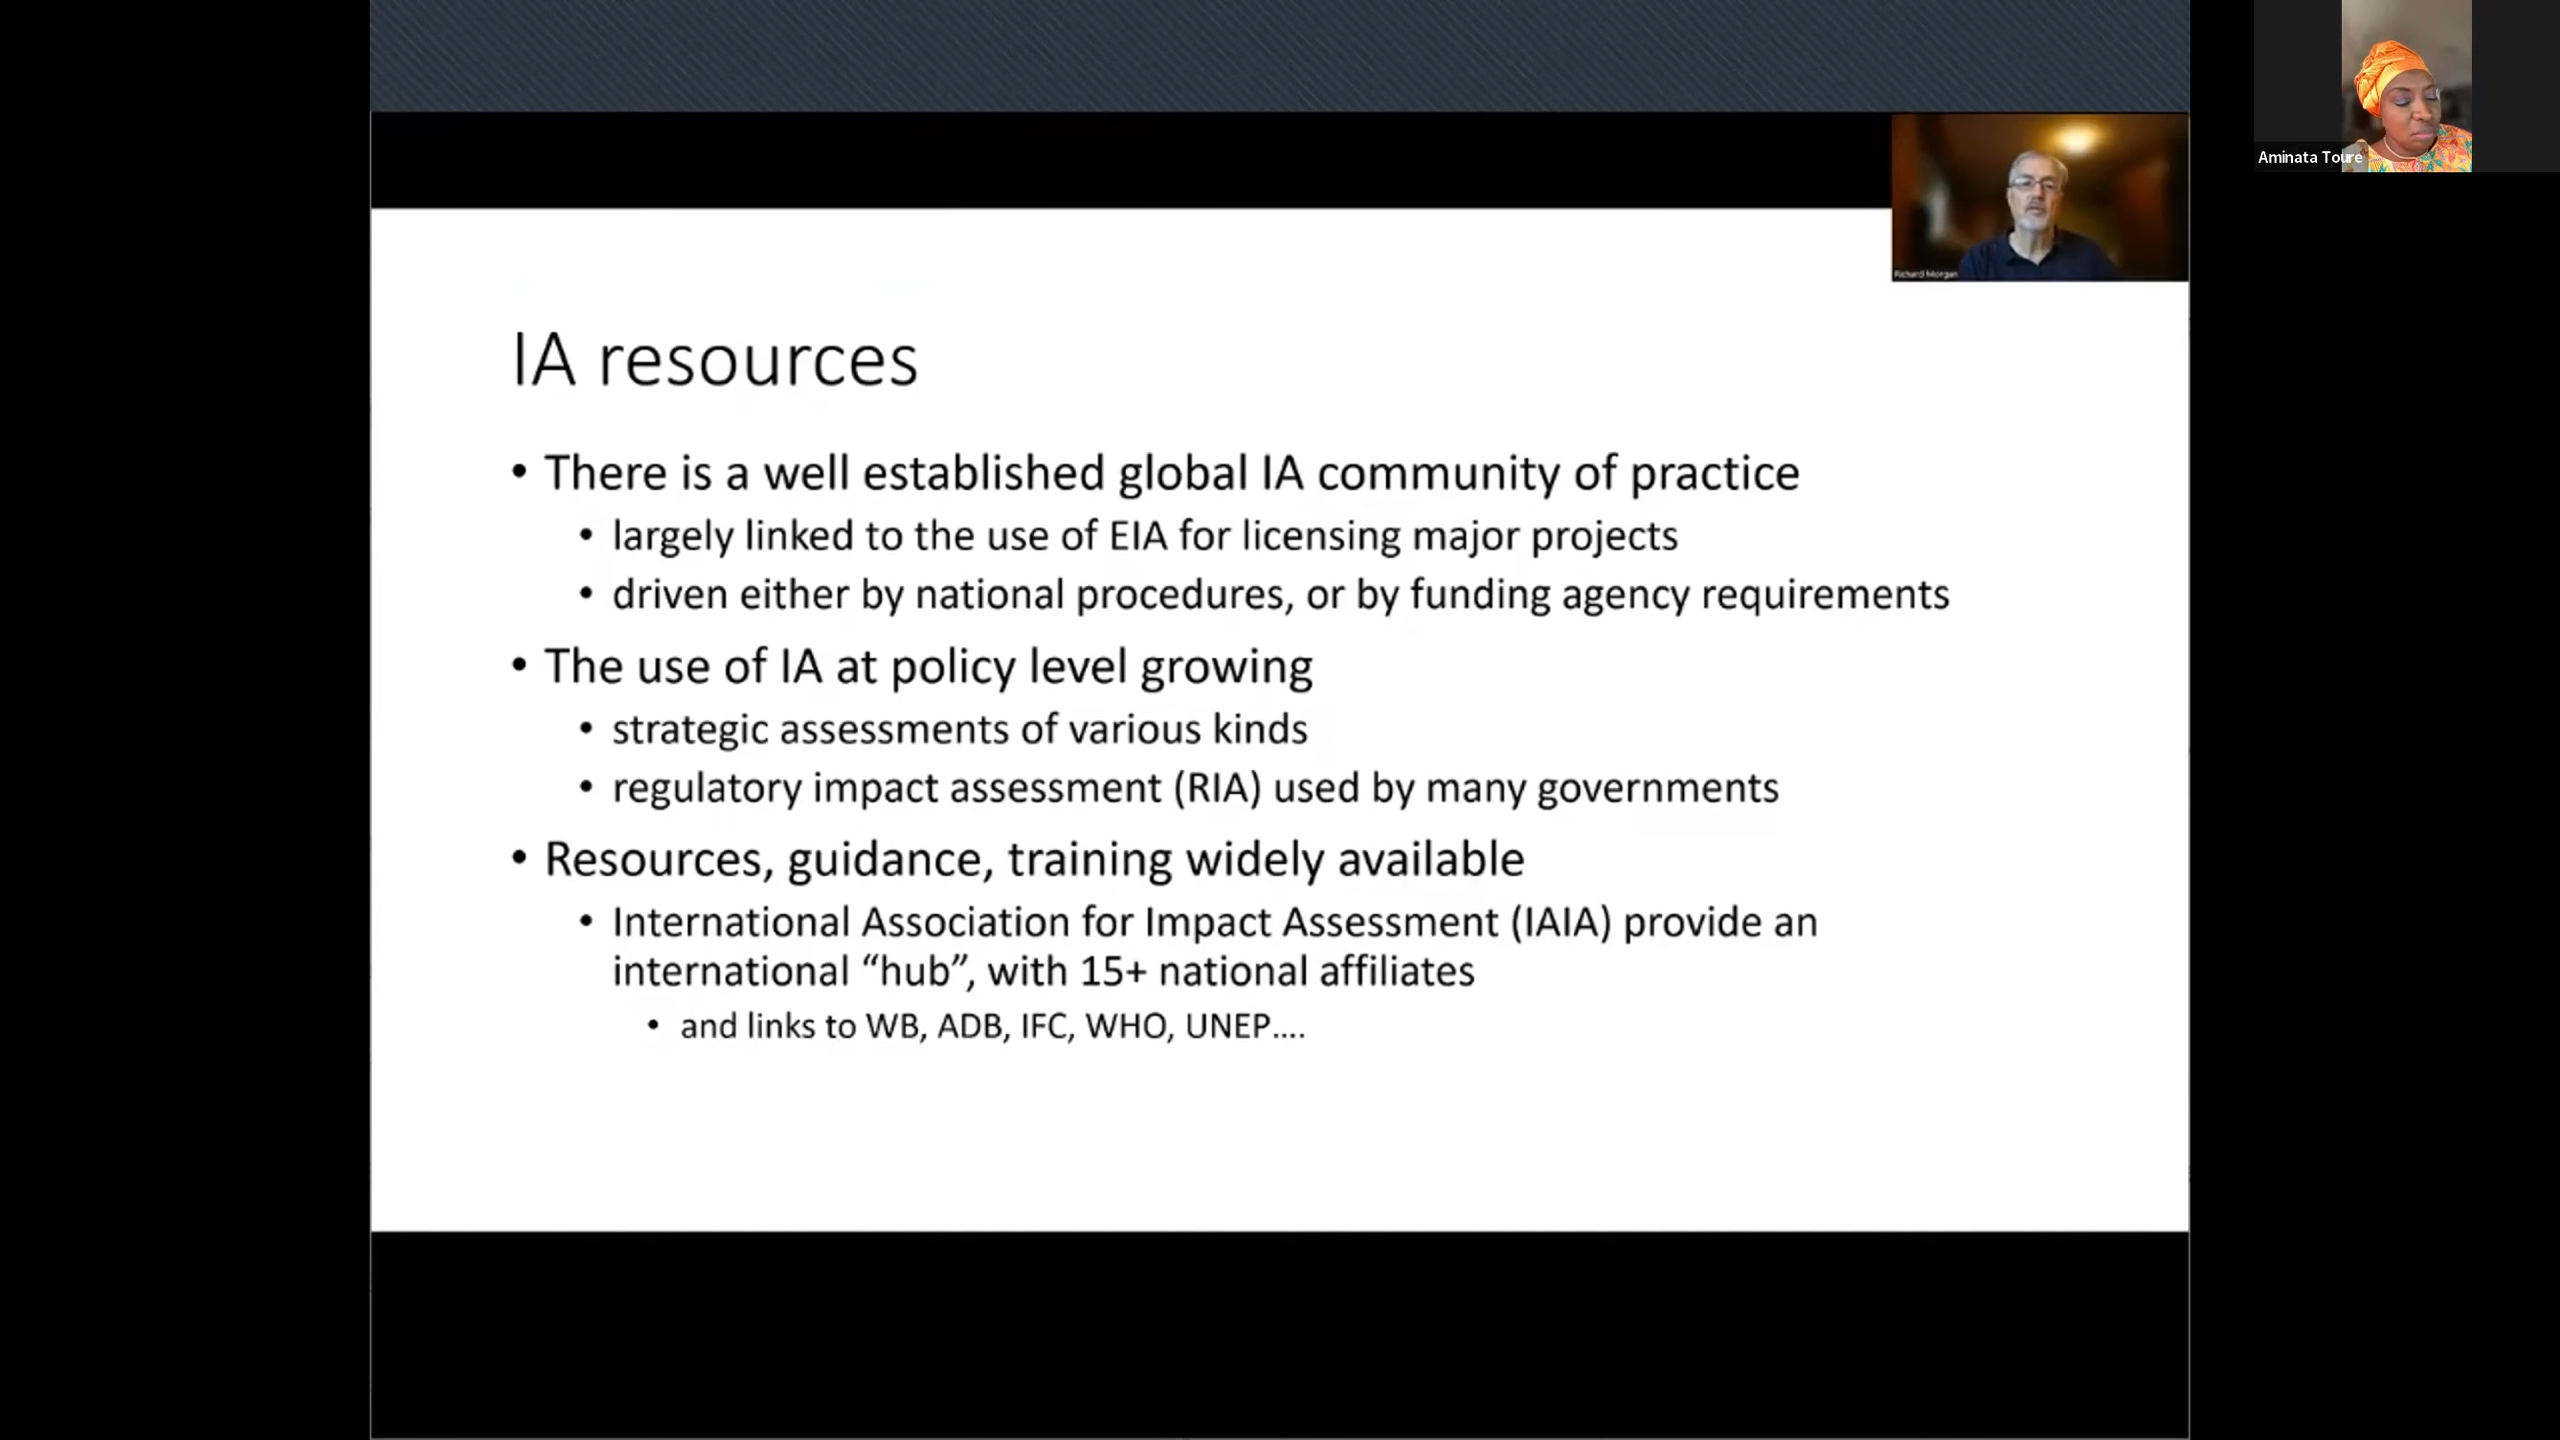 Aminata Toure
Richard Morgan
IA resources
• There is a well established global IA community of practice
• largely linked to the use of EIA for licensing major projects
• driven either by national procedures, or by funding agency requirements
• The use of IA at policy level growing
• strategic assessments of various kinds
• regulatory impact assessment (RIA) used by many governments
• Resources, guidance, training widely available
• International Association for Impact Assessment (IAIA) provide an
international “hub”, with 15+ national affiliates
• and links to WB, ADB, IFC, WHO, UNEP....